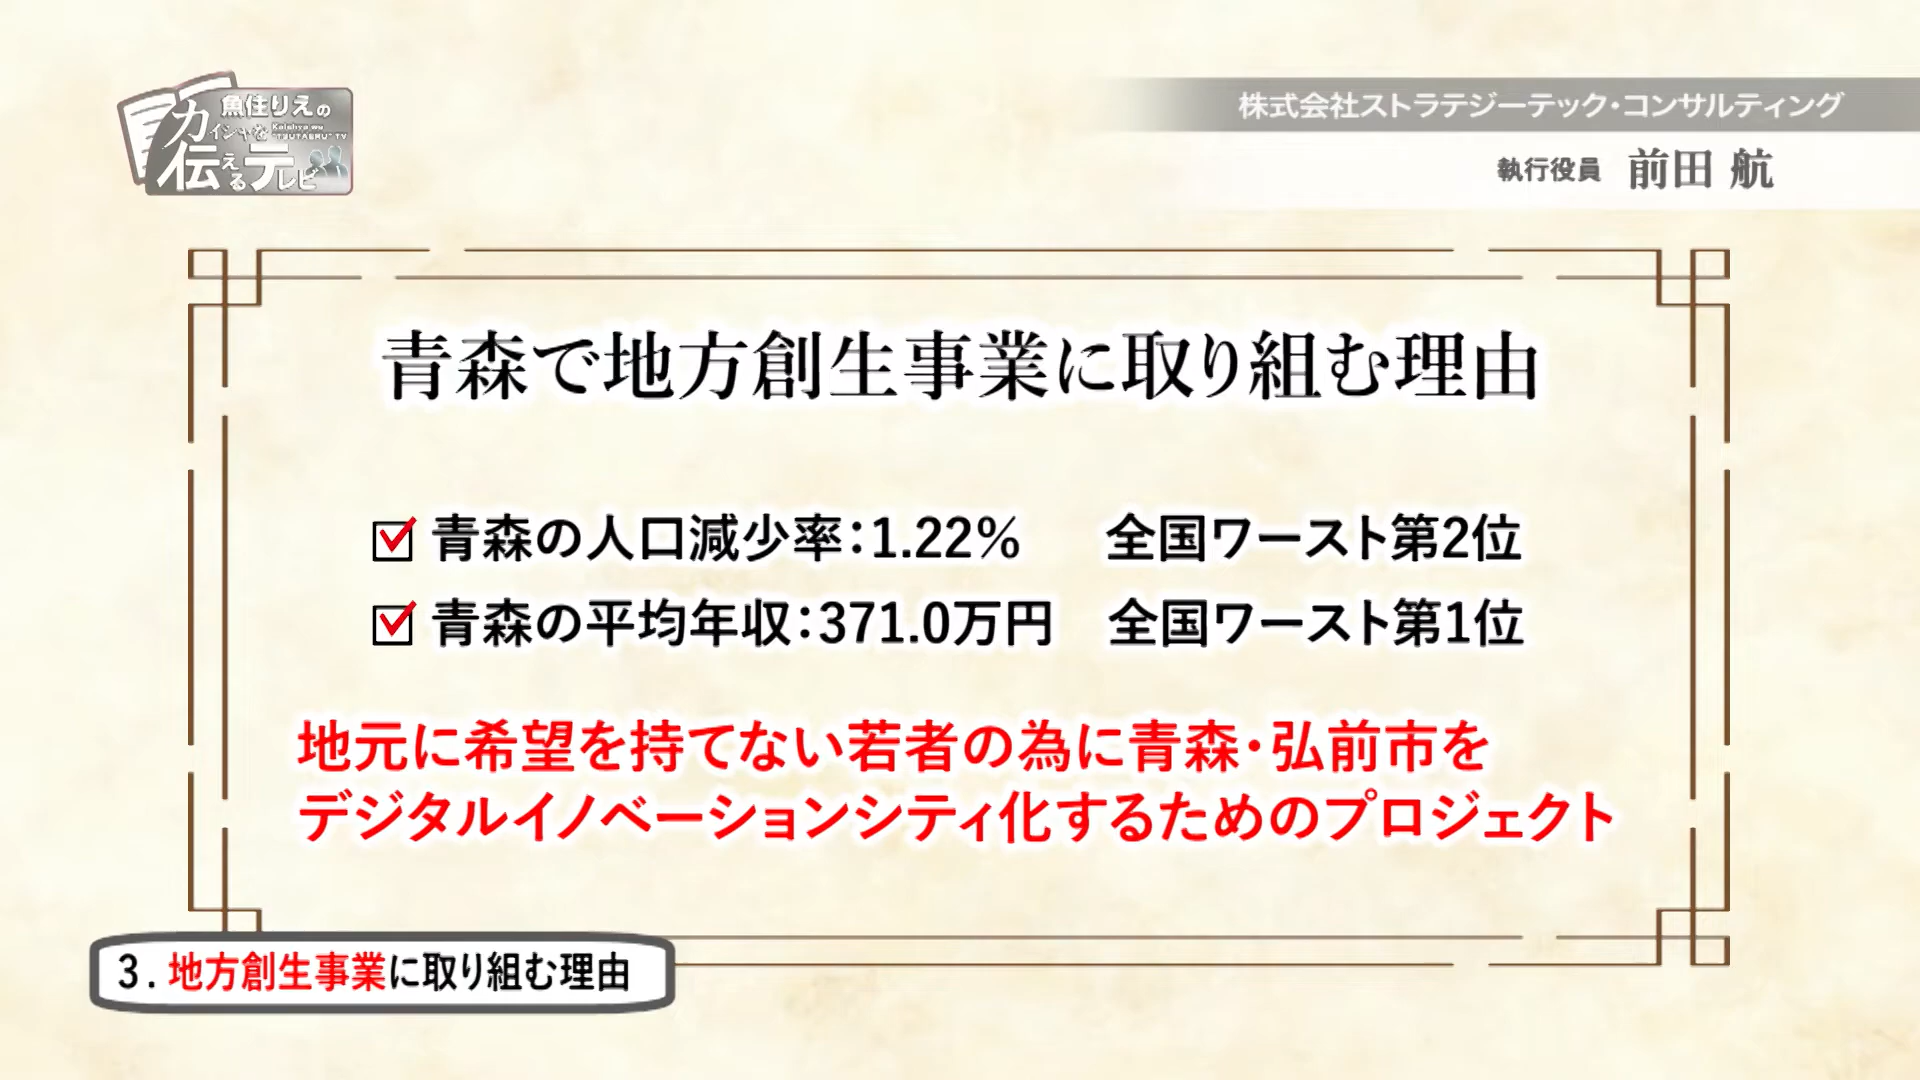 魚住りえの
カイシャを
Kaishya wo
"TSUTAERU" TV
伝えるテレビ
株式会社ストラテジーテック・コンサルティング
執行役員 前田 航
青森で地方創生事業に取り組む理由
青森の人口減少率：1.22% 全国ワースト第2位
青森の平均年収：371.0万円 全国ワースト第1位
地元に希望を持てない若者の為に青森・弘前市を
デジタルイノベーションシティ化するためのプロジェクト
3. 地方創生事業に取り組む理由